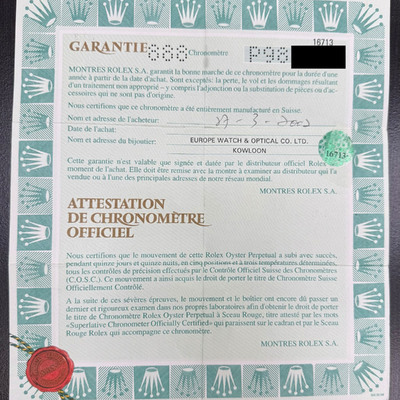 16713
GARANTIE 888 Chronomètre P98
MONTRES ROLEX S.A. garantit la bonne marche de ce chronomètre pour la durée d'une
année à partir de la date d'achat. Sont exceptés: la perte, le vol et les dommages résultant
d'un traitement non approprié – y compris l'adjonction ou la substitution de pièces ou d'ac-
cessoires qui ne sont pas d'origine.
Nous certifions que ce chronomètre a été entièrement manufacturé en Suisse.
Nom et adresse de l'acheteur:
Date de l'achat:
Nom et adresse du bijoutier:
EUROPE WATCH & OPTICAL CO. LTD.
KOWLOON
Cette garantie n'est valable que signée et datée par le distributeur officiel Rolex
moment de l'achat. Elle doit être remise avec la montre à examiner au distributeur qui l'a
vendue ou à l'une des principales adresses de notre réseau mondial.
16713
MONTRES ROLEX S.A.
ATTESTATION
DE CHRONOMÈTRE
OFFICIEL
Nous certifions que le mouvement de cette Rolex Oyster Perpetual a subi avec succès,
pendant quinze jours et quinze nuits, en cinq positions et à trois températures déterminées,
tous les contrôles de précision effectués par le Contrôle Officiel Suisse des Chronomètres
(C.O.S.C.). Ce mouvement a ainsi acquis le droit de porter le titre de Chronomètre Suisse
Officiellement Contrôlé.
A la suite de ces sévères épreuves, le mouvement et le boîtier ont encore dû passer un
dernier et rigoureux examen dans nos propres laboratoires afin d'obtenir le droit de porter
le titre de Chronomètre Rolex Oyster Perpetual à Sceau Rouge, titre attesté par les mots
«Superlative Chronometer Officially Certified» qui paraissent sur le cadran et par le Sceau
Rouge Rolex qui accompagne ce chronomètre.
MONTRES ROLEX S.A.